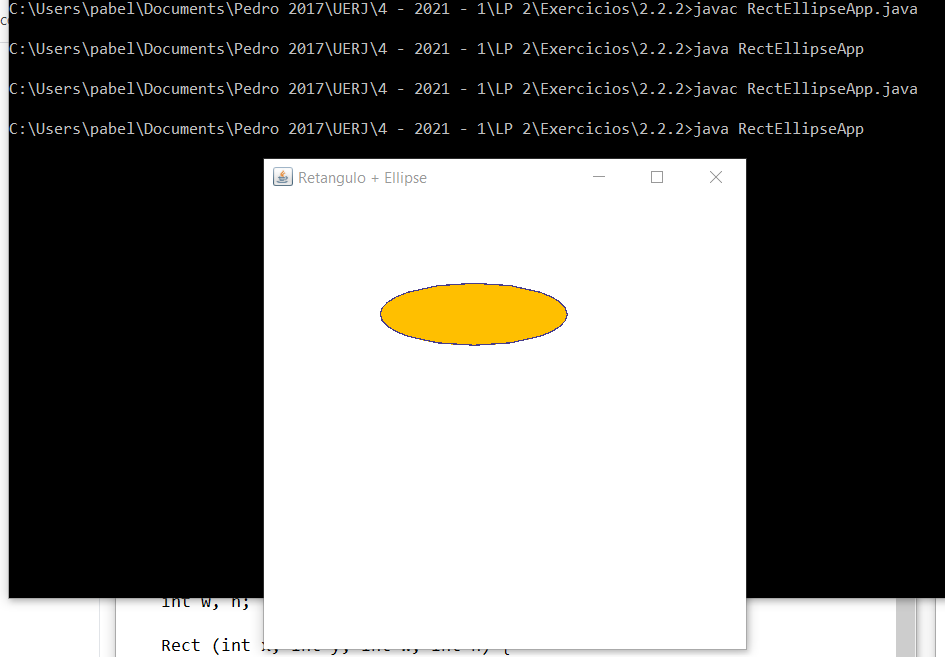 C:\Users\pabel\Documents\Pedro 2017\UERJ\4 - 2021 - 1\LP 2\Exercicios\2.2.2>javac RectEllipseApp.java
C:\Users\pabel\Documents\Pedro 2017\UERJ\4 - 2021 - 1\LP 2\Exercicios\2.2.2>java RectEllipseApp
C:\Users\pabel\Documents\Pedro 2017\UERJ\4 - 2021 - 1\LP 2\Exercicios\2.2.2>javac RectEllipseApp.java
C:\Users\pabel\Documents\Pedro 2017\UERJ\4 - 2021 - 1\LP 2\Exercicios\2.2.2>java RectEllipseApp
Retangulo + Ellipse
int w, h;
Rect (int x, int y, int w, int h) {